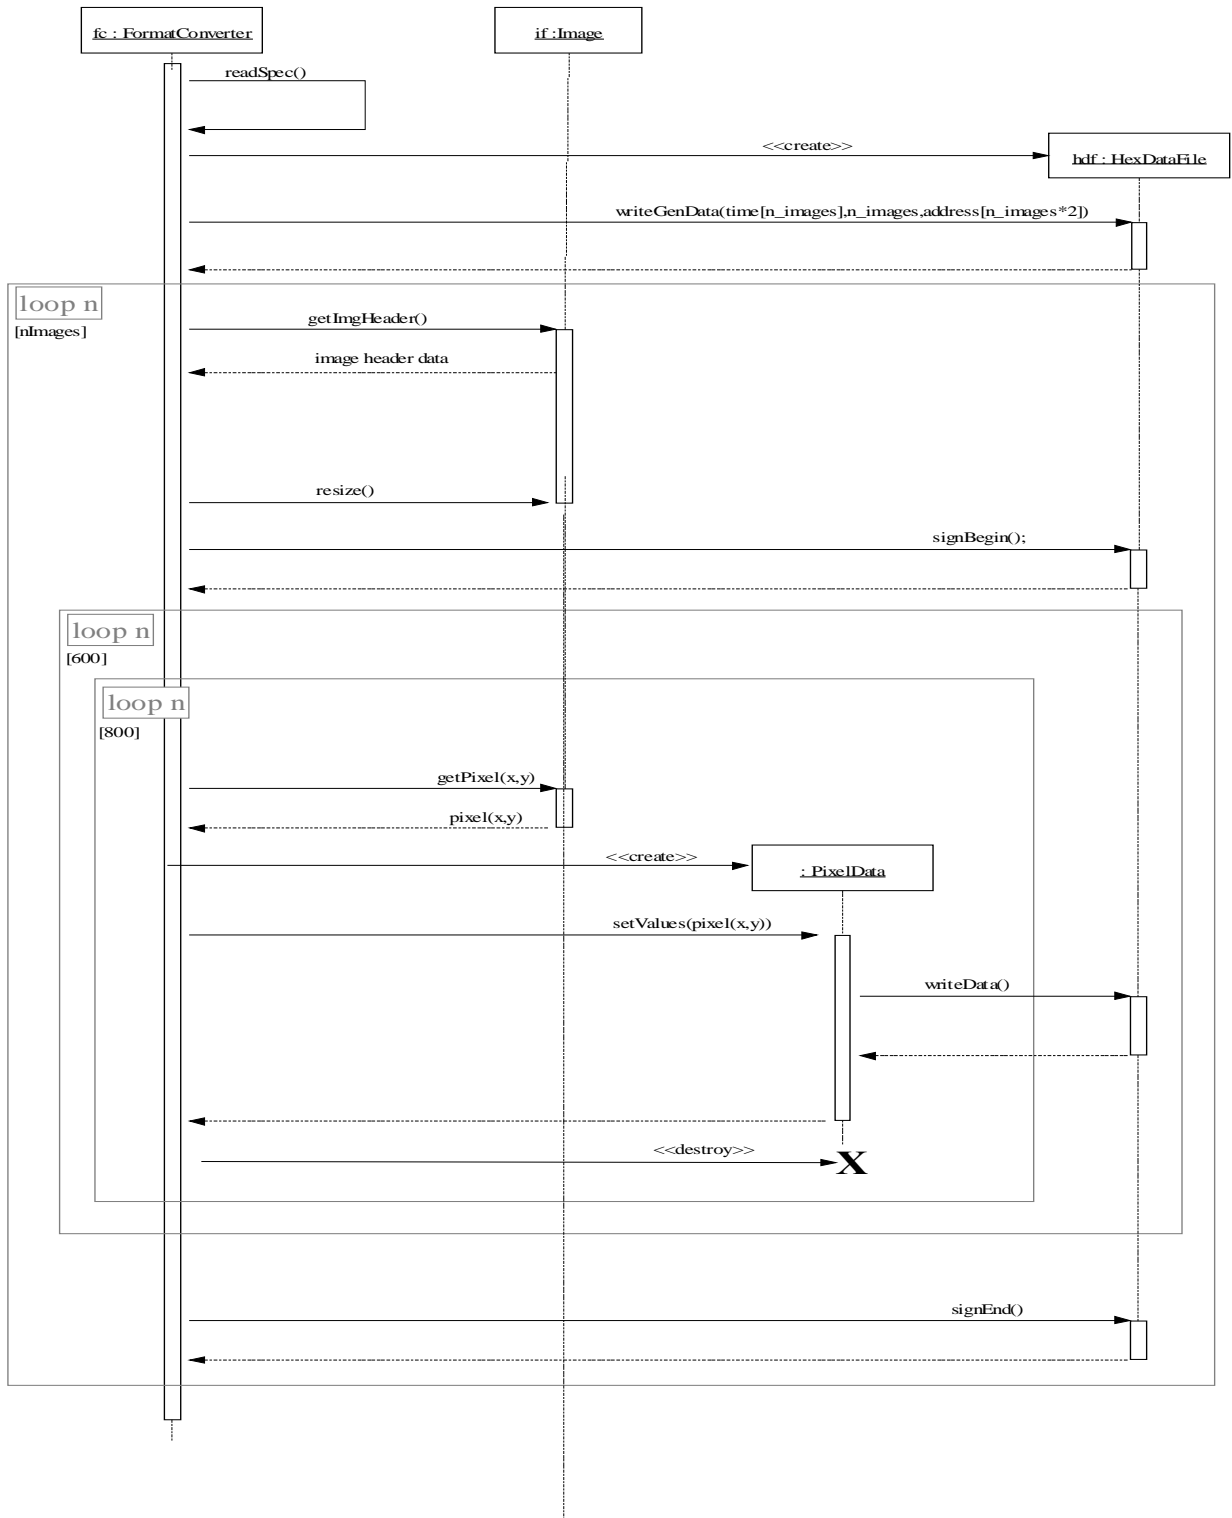 fc : FormatConverter
if :Image
readSpec()
<<create>>
hdf : HexDataFile
writeGenData(time[n_images],n_images,address[n_images*2])
loop n
[nImages]
getImgHeader()
image header data
resize()
signBegin();
loop n
[600]
loop n
[800]
getPixel(x,y)
pixel(x,y)
<<create>>
: PixelData
setValues(pixel(x,y))
writeData()
<<destroy>>
X
signEnd()